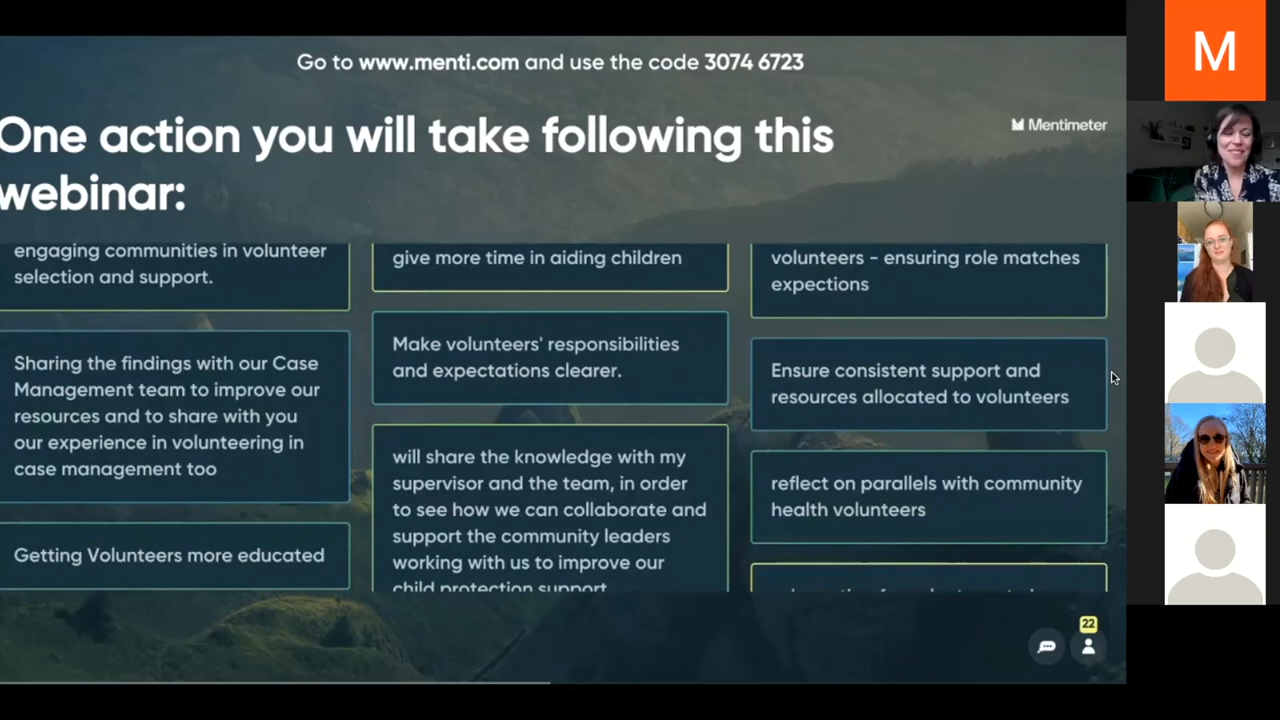 Go to www.menti.com and use the code 3074 6723
One action you will take following this
webinar:
Mentimeter
engaging communities in volunteer
selection and support.
Sharing the findings with our Case
Management team to improve our
resources and to share with you
our experience in volunteering in
case management too
Getting Volunteers more educated
give more time in aiding children
Make volunteers' responsibilities
and expectations clearer.
will share the knowledge with my
supervisor and the team, in order
to see how we can collaborate and
support the community leaders
working with us to improve our
child protection support
volunteers - ensuring role matches
expections
Ensure consistent support and
resources allocated to volunteers
reflect on parallels with community
health volunteers
22
M